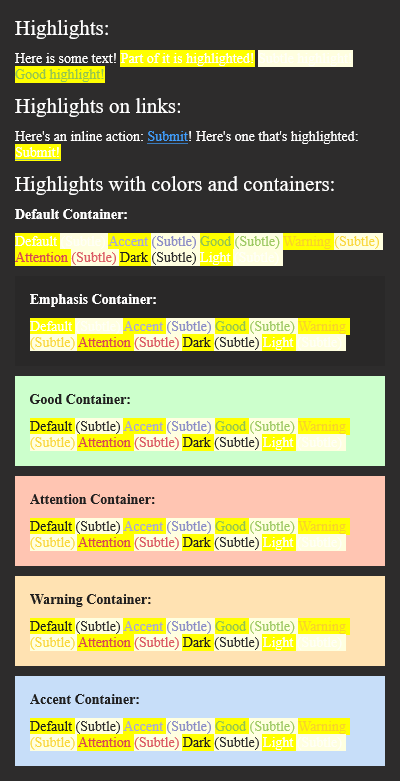 Highlights:
Here is some text! Part of it is highlighted!
Good highlight!
Highlights on links:
Here's an inline action: Submit! Here's one that's highlighted:
Submit!
Highlights with colors and containers:
Default Container:
Default Accent (Subtle) Good (Subtle) Warning (Subtle)
Attention (Subtle) Dark (Subtle) Light
Emphasis Container:
Default Accent (Subtle) Good (Subtle) Warning
(Subtle) Attention (Subtle) Dark (Subtle) Light
Good Container:
Default (Subtle) Accent (Subtle) Good (Subtle) Warning
(Subtle) Attention (Subtle) Dark (Subtle) Light
Attention Container:
Default (Subtle) Accent (Subtle) Good (Subtle) Warning
(Subtle) Attention (Subtle) Dark (Subtle) Light
Warning Container:
Default (Subtle) Accent (Subtle) Good (Subtle) Warning
(Subtle) Attention (Subtle) Dark (Subtle) Light
Accent Container:
Default (Subtle) Accent (Subtle) Good (Subtle) Warning
(Subtle) Attention (Subtle) Dark (Subtle) Light